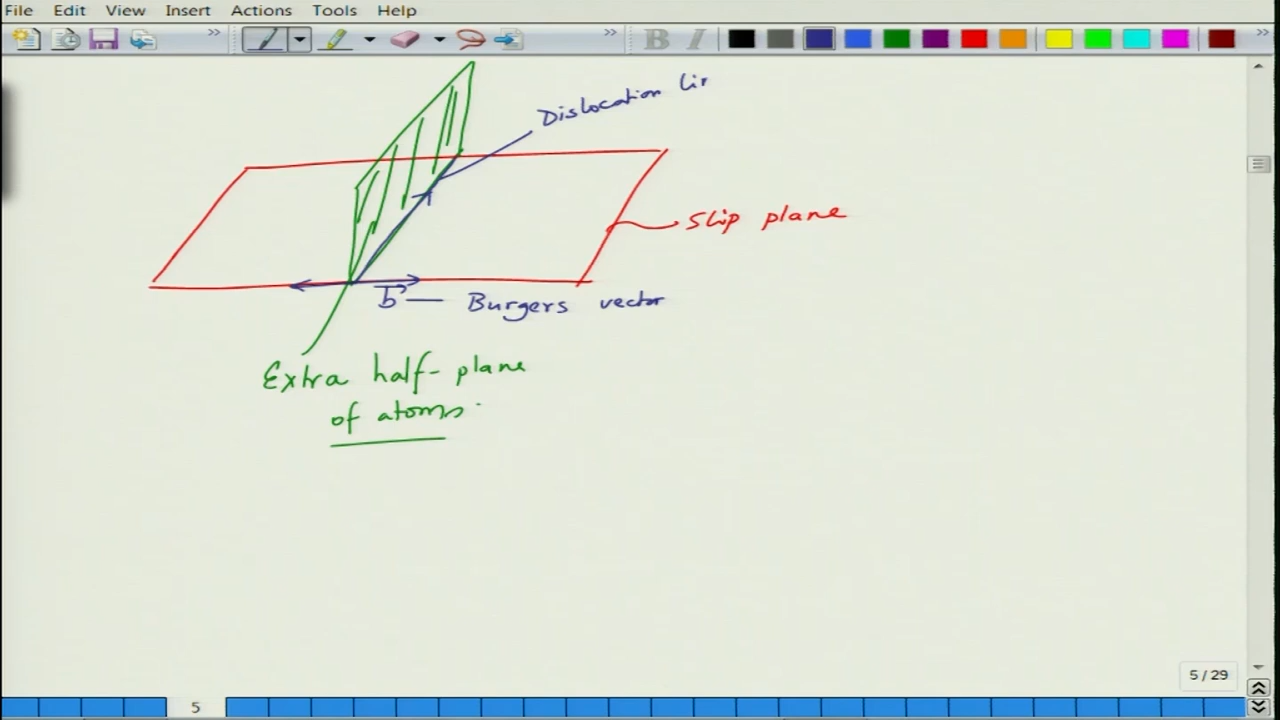 File Edit View Insert Actions Tools Help
B I
Dislocation
Slip plane
b — Burgers vector
Extra half-plane
of atoms.
5 / 29
5